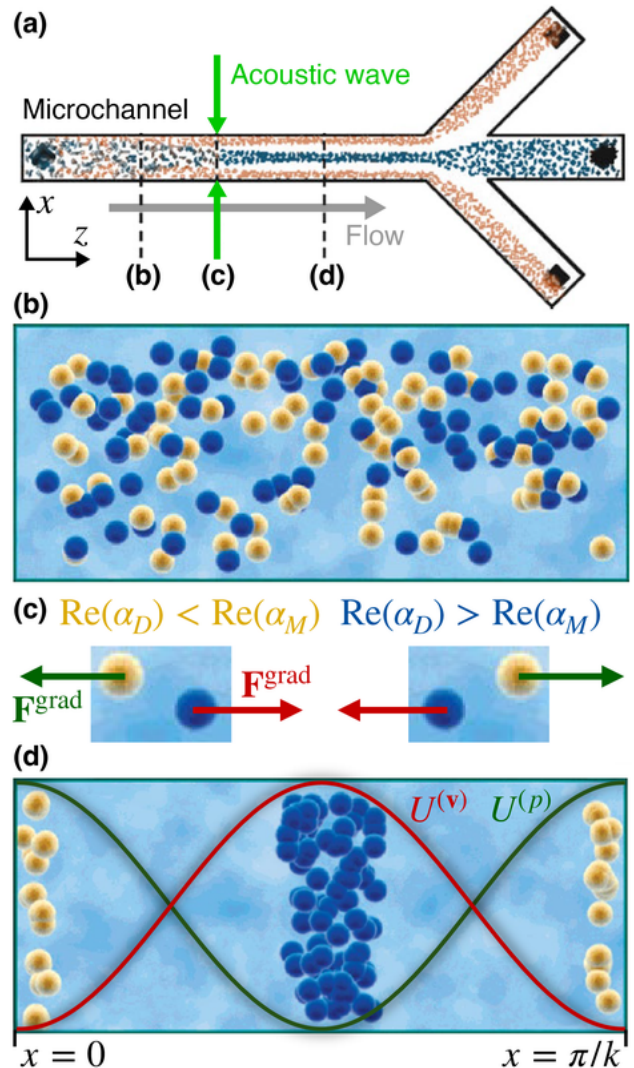 (a)
Acoustic wave
Microchannel
x
z
Flow
(b) (c) (d)
(b)
(c) Re(α_D) < Re(α_M) Re(α_D) > Re(α_M)
F^grad F^grad
(d)
U^(v) U^(p)
x = 0 x = π/k